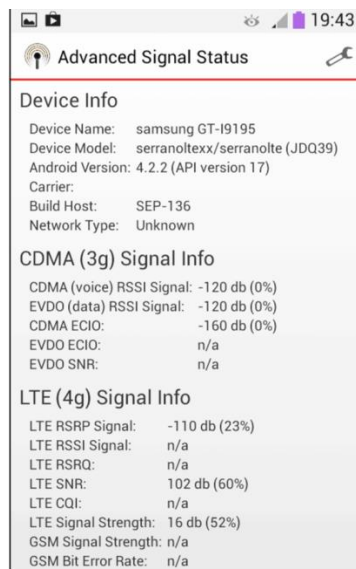 19:43
Advanced Signal Status
Device Info
Device Name: samsung GT-I9195
Device Model: serranoltexx/serranolte (JDQ39)
Android Version: 4.2.2 (API version 17)
Carrier:
Build Host: SEP-136
Network Type: Unknown
CDMA (3g) Signal Info
CDMA (voice) RSSI Signal: -120 db (0%)
EVDO (data) RSSI Signal: -120 db (0%)
CDMA ECIO: -160 db (0%)
EVDO ECIO: n/a
EVDO SNR: n/a
LTE (4g) Signal Info
LTE RSRP Signal: -110 db (23%)
LTE RSSI Signal: n/a
LTE RSRQ: n/a
LTE SNR: 102 db (60%)
LTE CQI: n/a
LTE Signal Strength: 16 db (52%)
GSM Signal Strength: n/a
GSM Bit Error Rate: n/a